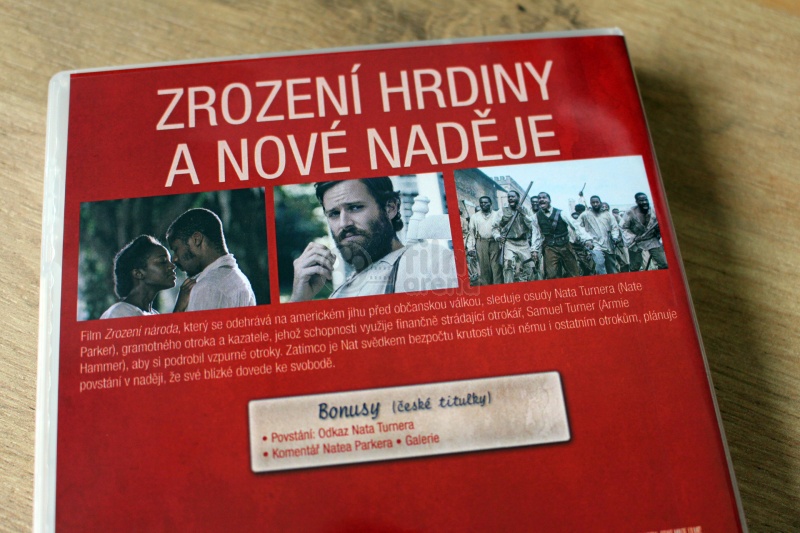 ZROZENÍ HRDINY
A NOVÉ NADĚJE
film
arena
Film Zrození národa, který se odehrává na americkém jihu před občanskou válkou, sleduje osudy Nata Turnera (Nate
Parker), gramotného otroka a kazatele, jehož schopnosti využije finančně strádající otrokář, Samuel Turner (Armie
Hammer), aby si podrobil vzpurné otroky. Zatímco je Nat svědkem bezpočtu krutostí vůči němu i ostatním otrokům, plánuje
povstání v naději, že své blízké dovede ke svobodě.
Bonusy (české titulky)
• Povstání: Odkaz Nata Turnera
• Komentář Natea Parkera • Galerie